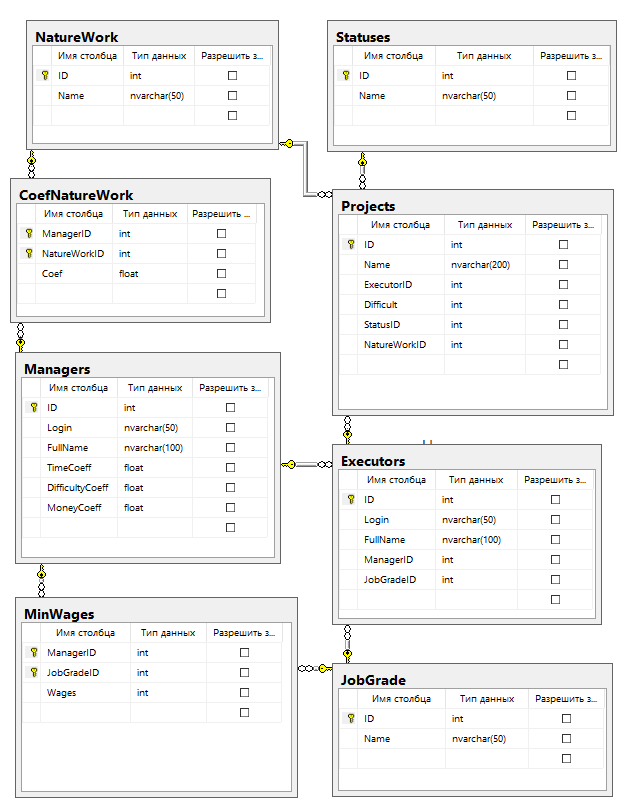 NatureWork
Имя столбца Тип данных Разрешить з...
ID int
Name nvarchar(50)
Statuses
Имя столбца Тип данных Разрешить з...
ID int
Name nvarchar(50)
CoefNatureWork
Имя столбца Тип данных Разрешить ...
ManagerID int
NatureWorkID int
Coef float
Projects
Имя столбца Тип данных Разрешить з...
ID int
Name nvarchar(200)
ExecutorID int
Difficult int
StatusID int
NatureWorkID int
Managers
Имя столбца Тип данных Разрешить з...
ID int
Login nvarchar(50)
FullName nvarchar(100)
TimeCoeff float
DifficultyCoeff float
MoneyCoeff float
Executors
Имя столбца Тип данных Разрешить з...
ID int
Login nvarchar(50)
FullName nvarchar(100)
ManagerID int
JobGradeID int
MinWages
Имя столбца Тип данных Разрешить з...
ManagerID int
JobGradeID int
Wages int
JobGrade
Имя столбца Тип данных Разрешить з...
ID int
Name nvarchar(50)